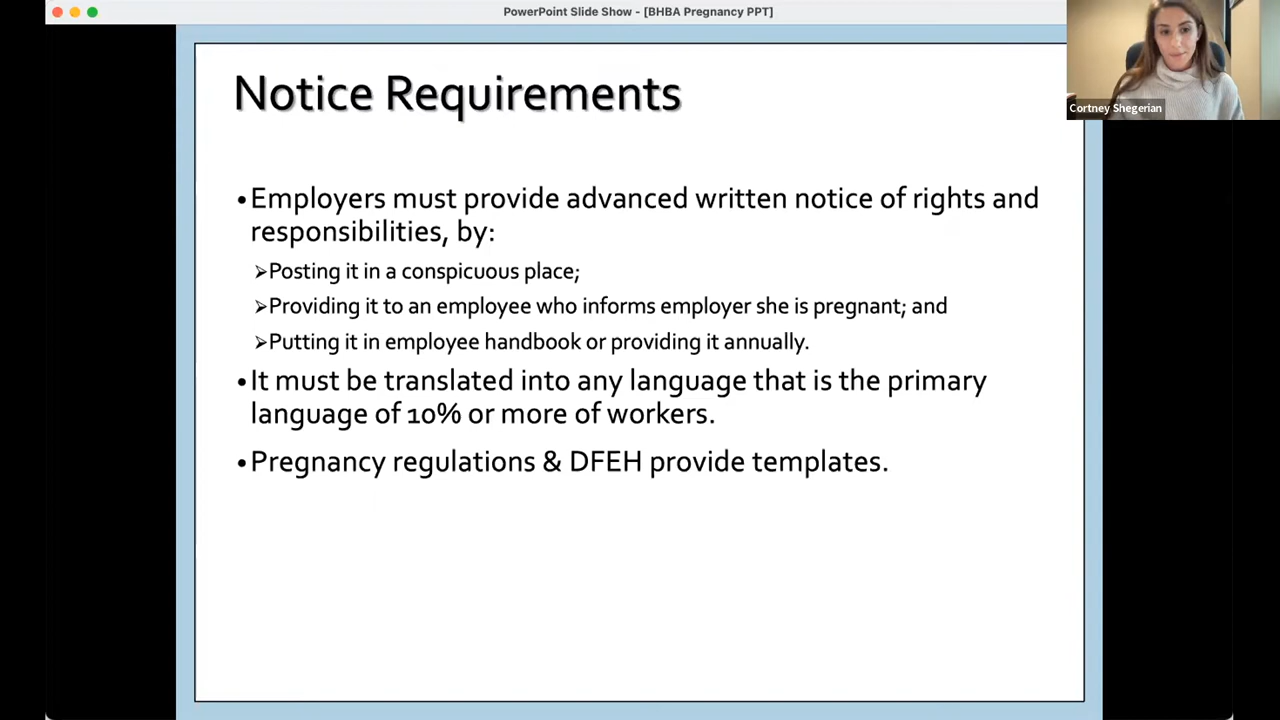 PowerPoint Slide Show - [BHBA Pregnancy PPT]
Cortney Shegerian
Notice Requirements
•Employers must provide advanced written notice of rights and
responsibilities, by:
➢Posting it in a conspicuous place;
➢Providing it to an employee who informs employer she is pregnant; and
➢Putting it in employee handbook or providing it annually.
•It must be translated into any language that is the primary
language of 10% or more of workers.
•Pregnancy regulations & DFEH provide templates.